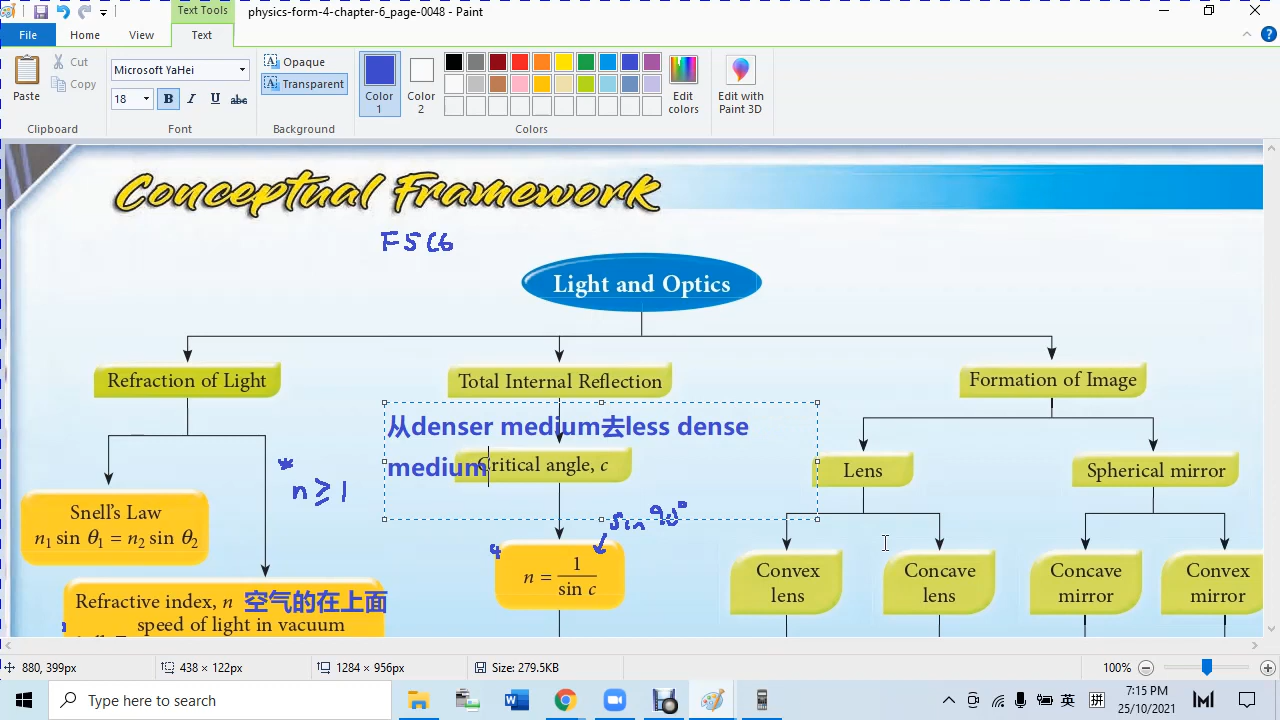 Text Tools
physics-form-4-chapter-6_page-0048 - Paint
File
Home
View
Text
Paste
Cut
Copy
Clipboard
Microsoft YaHei
18
B I U abc
Font
Opaque
Transparent
Background
Color 1
Color 2
Edit colors
Edit with Paint 3D
Colors
Conceptual Framework
F5C6
Light and Optics
Refraction of Light
Total Internal Reflection
Formation of Image
从denser medium去less dense
medium
Critical angle, c
Lens
Spherical mirror
* n ≥ 1
sin 90°
Snell's Law
n₁ sin θ₁ = n₂ sin θ₂
n = 1 / sin c
Convex lens
Concave lens
Concave mirror
Convex mirror
Refractive index, n 空气的在上面
speed of light in vacuum
880, 399px
438 × 122px
1284 × 956px
Size: 279.5KB
100%
Type here to search
英
拼
7:15 PM
25/10/2021